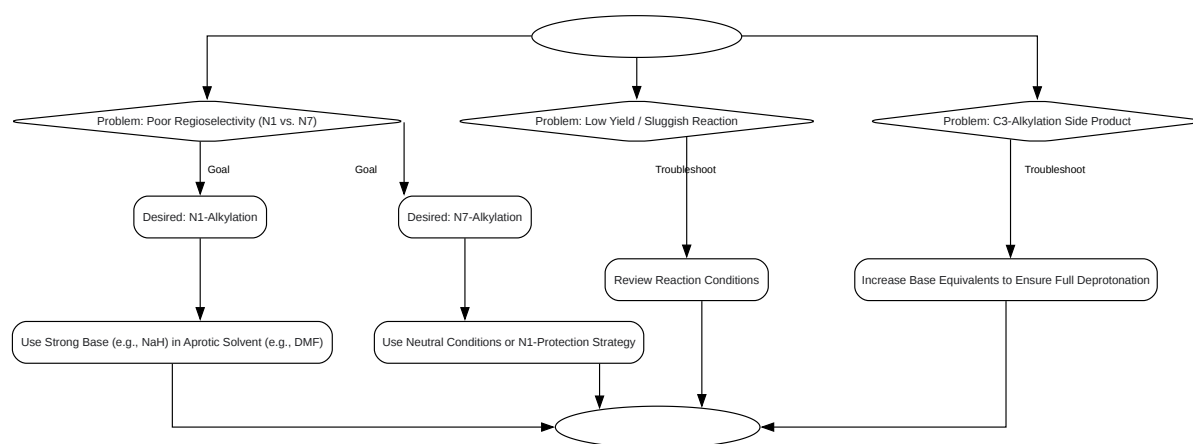 Problem: Poor Regioselectivity (N1 vs. N7)
Problem: Low Yield / Sluggish Reaction
Problem: C3-Alkylation Side Product
Goal
Goal
Troubleshoot
Troubleshoot
Desired: N1-Alkylation
Desired: N7-Alkylation
Review Reaction Conditions
Increase Base Equivalents to Ensure Full Deprotonation
Use Strong Base (e.g., NaH) in Aprotic Solvent (e.g., DMF)
Use Neutral Conditions or N1-Protection Strategy